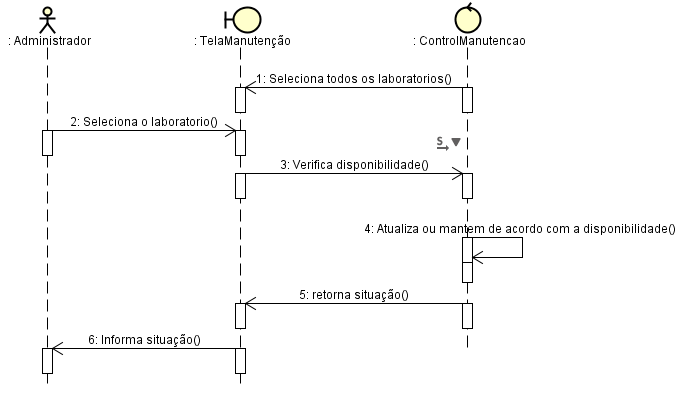 : Administrador
: TelaManutenção
: ControlManutencao
1: Seleciona todos os laboratorios()
2: Seleciona o laboratorio()
S
3: Verifica disponibilidade()
4: Atualiza ou mantem de acordo com a disponibilidade()
5: retorna situação()
6: Informa situação()